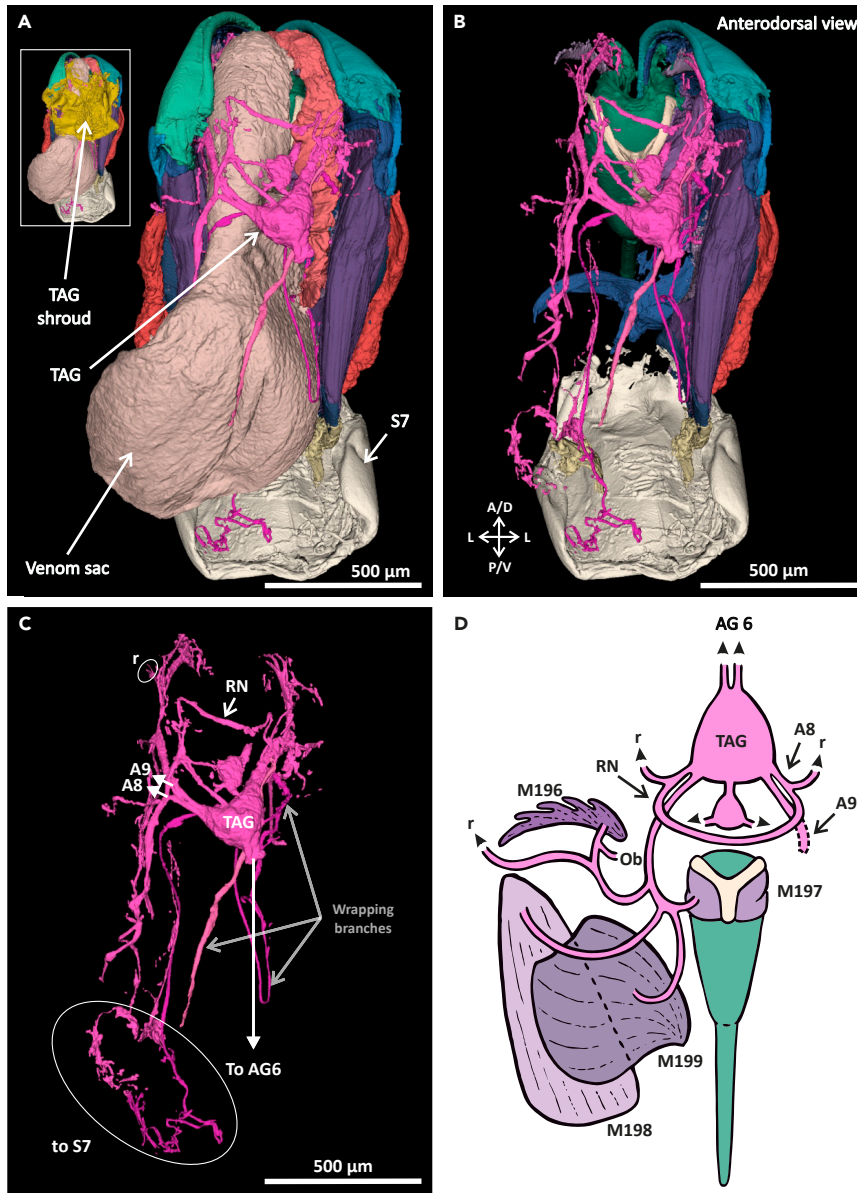 A
TAG
shroud
TAG
Venom sac
S7
500 µm
B
Anterodorsal view
A/D
L
L
P/V
500 µm
C
r
RN
A9
A8
TAG
Wrapping
branches
To AG6
to S7
500 µm
D
AG 6
TAG
A8
r
r
RN
A9
M196
r
Ob
M197
M199
M198